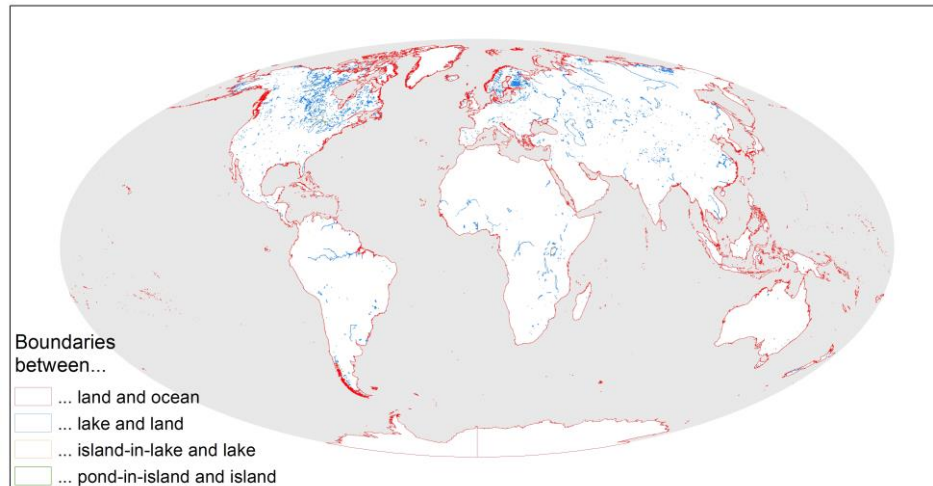 Boundaries
between...
... land and ocean
... lake and land
... island-in-lake and lake
... pond-in-island and island